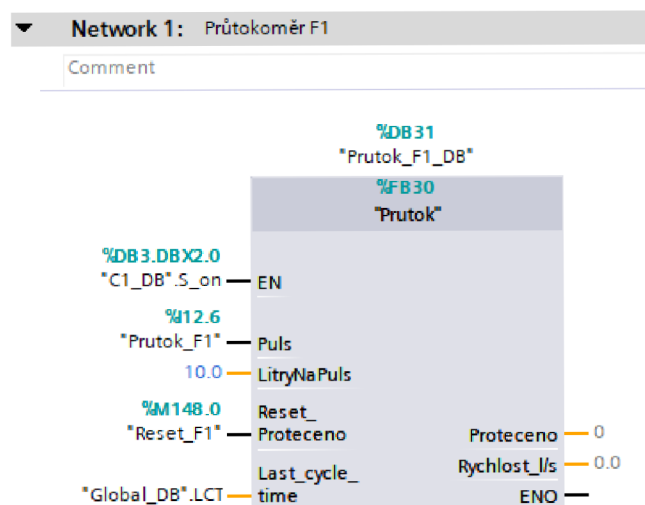 Network 1: Průtokoměr F1
Comment
%DB31
"Prutok_F1_DB"
%FB30
"Prutok"
%DB3.DBX2.0
"C1_DB".S_on
EN
%I12.6
"Prutok_F1"
Puls
10.0
LitryNaPuls
%M148.0
"Reset_F1"
Reset_
Proteceno
Proteceno
0
Last_cycle_
time
Rychlost_l/s
0.0
"Global_DB".LCT
ENO